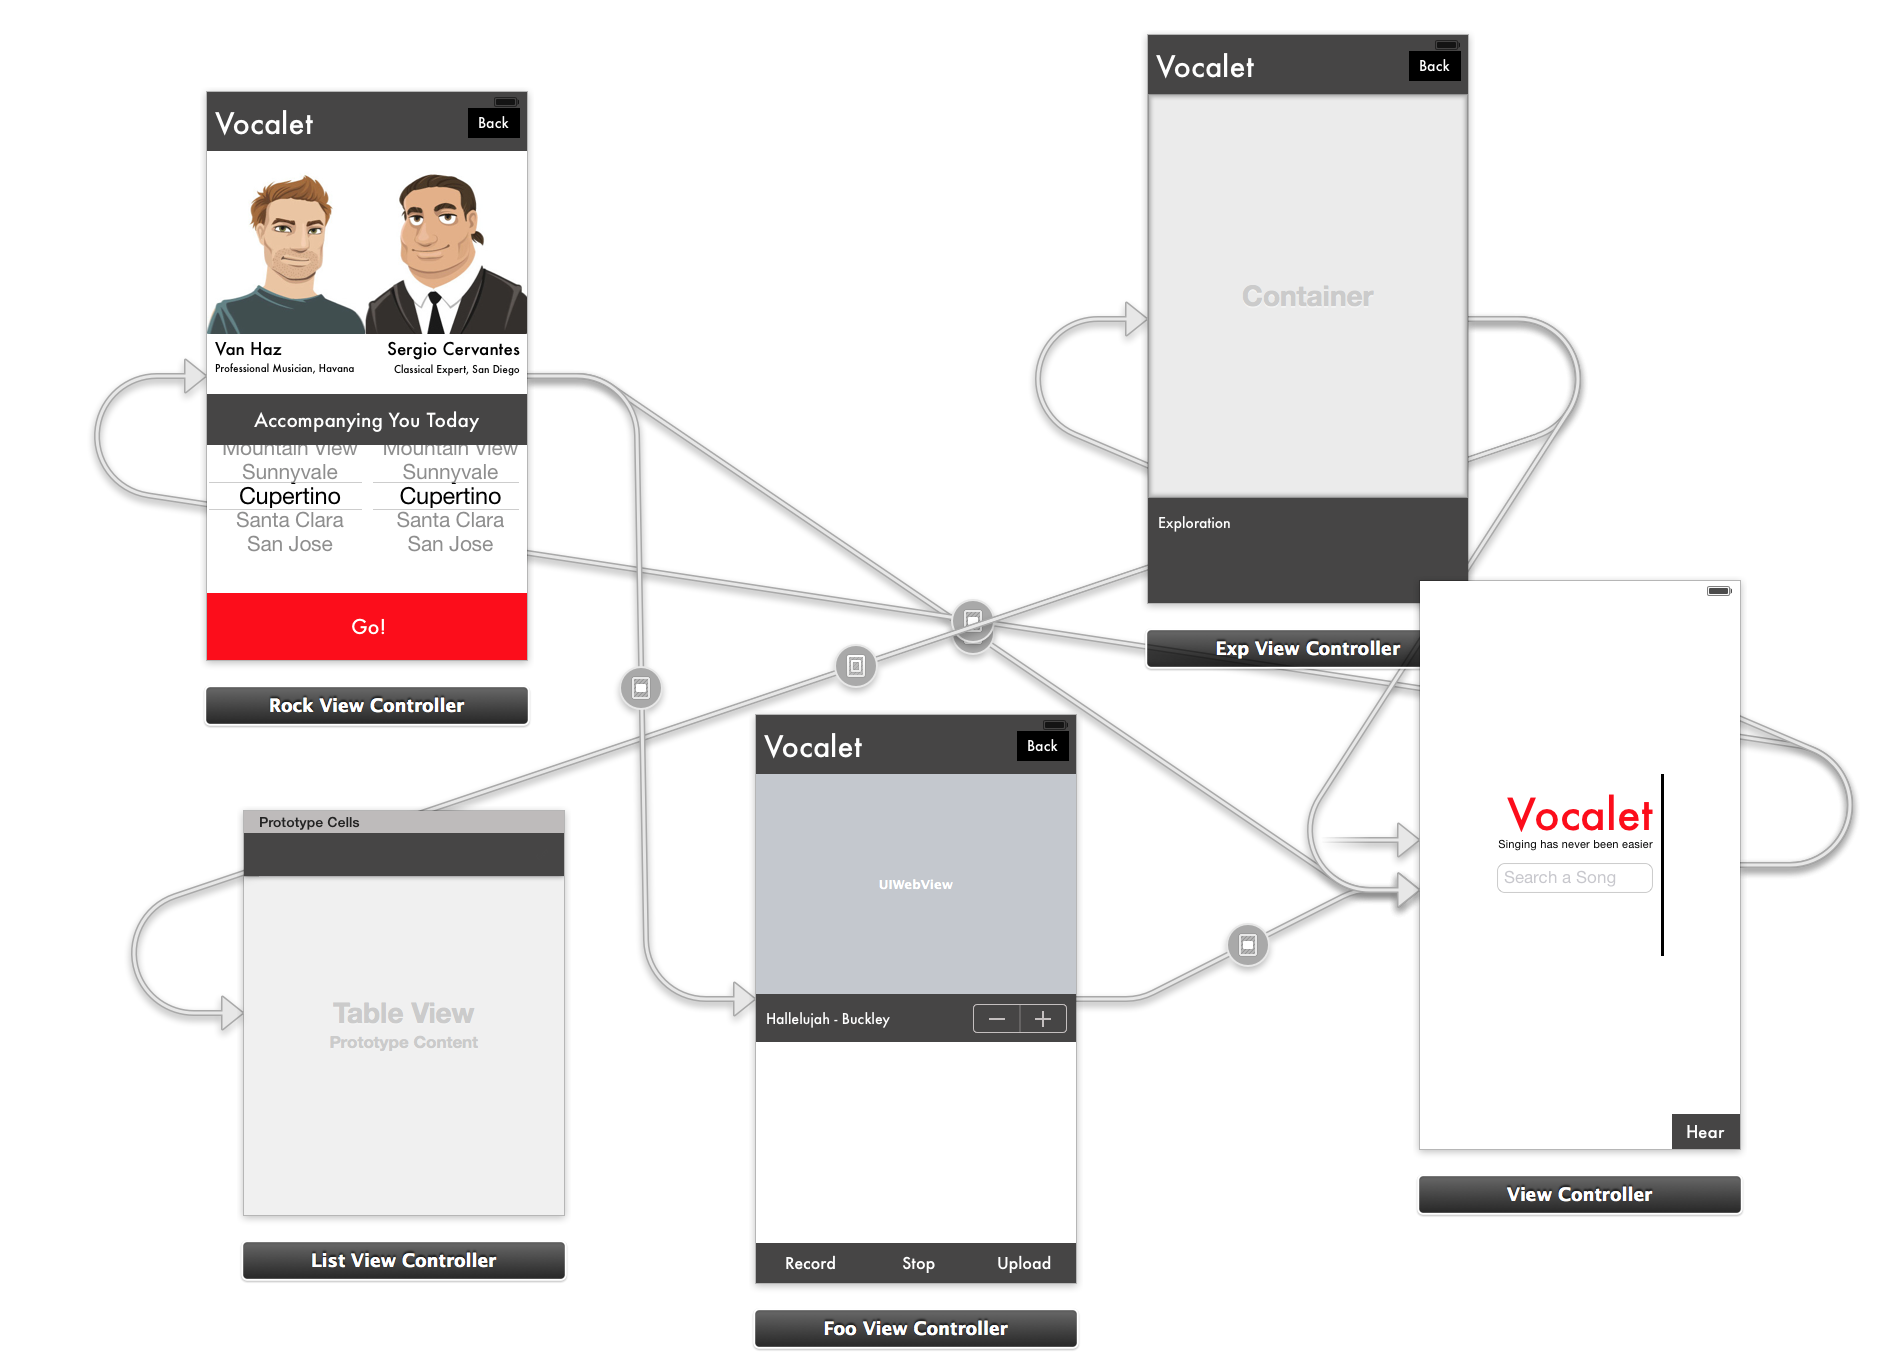 Vocalet
Back
Van Haz
Professional Musician, Havana
Sergio Cervantes
Classical Expert, San Diego
Accompanying You Today
Mountain View
Mountain View
Sunnyvale
Sunnyvale
Cupertino
Cupertino
Santa Clara
Santa Clara
San Jose
San Jose
Go!
Rock View Controller
Vocalet
Back
Container
Exploration
Exp View Controller
Prototype Cells
Table View
Prototype Content
List View Controller
Vocalet
Back
UIWebView
Hallelujah - Buckley
Record
Stop
Upload
Foo View Controller
Vocalet
Singing has never been easier
Search a Song
Hear
View Controller